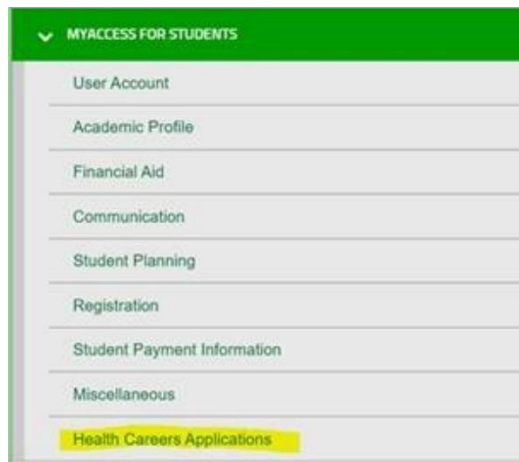 MYACCESS FOR STUDENTS
User Account
Academic Profile
Financial Aid
Communication
Student Planning
Registration
Student Payment Information
Miscellaneous
Health Careers Applications